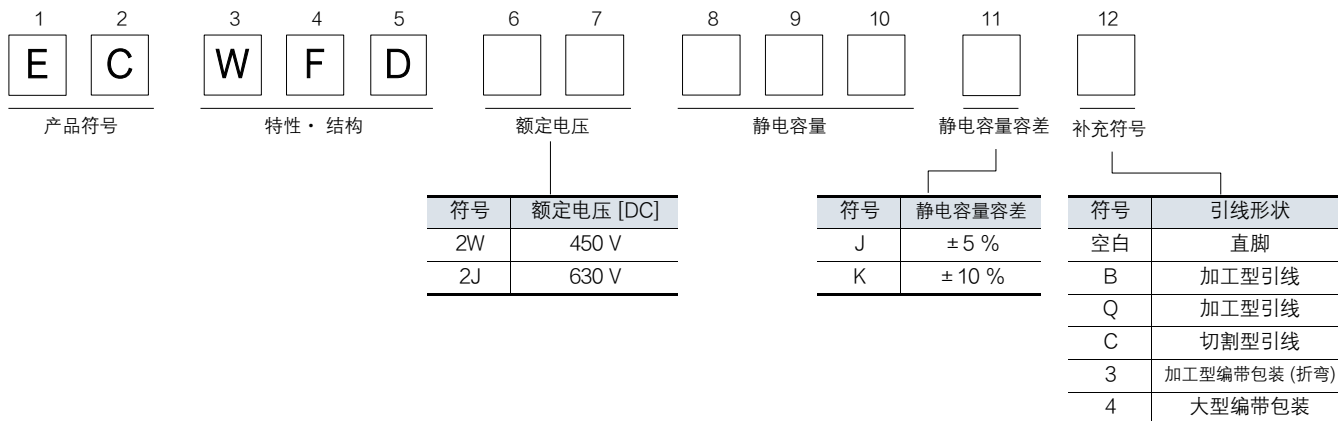 1 2 3 4 5 6 7 8 9 10 11 12
E C W F D
产品符号 特性・结构 额定电压 静电容量 静电容量容差 补充符号
符号 额定电压 [DC]
2W 450 V
2J 630 V
符号 静电容量容差
J ±5 %
K ±10 %
符号 引线形状
空白 直脚
B 加工型引线
Q 加工型引线
C 切割型引线
3 加工型编带包装 (折弯)
4 大型编带包装